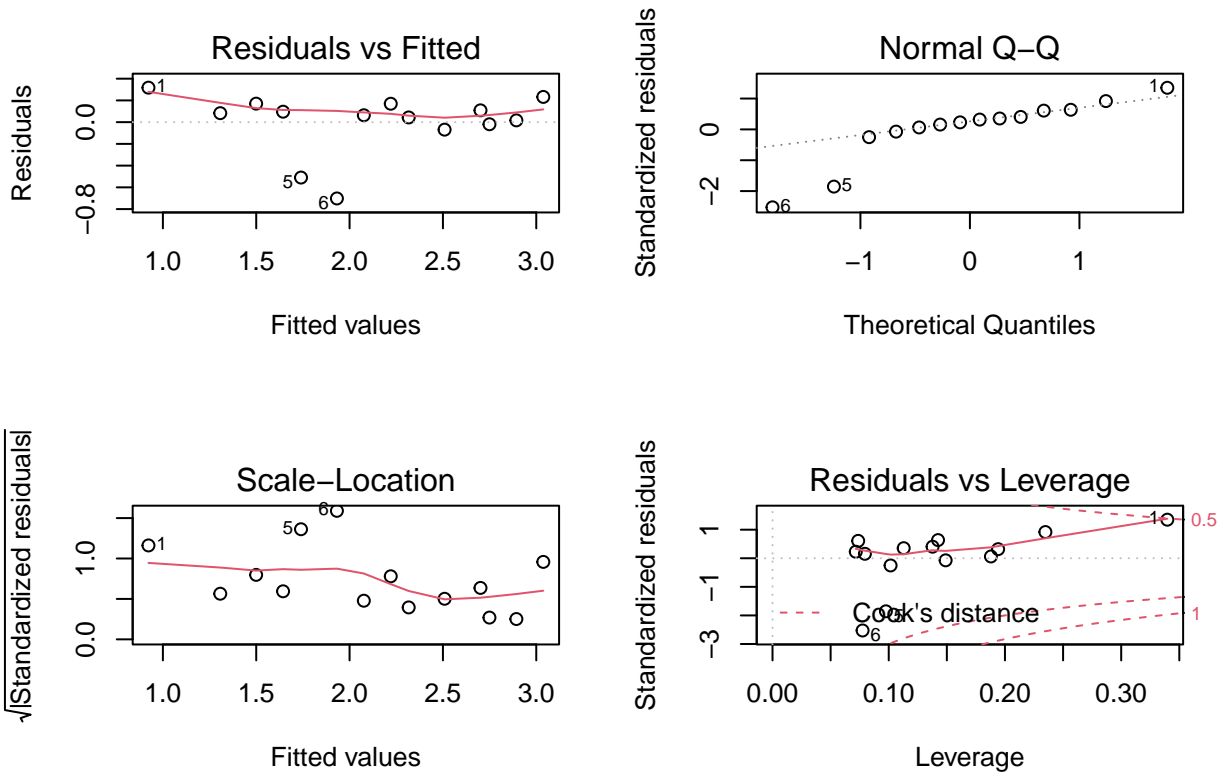 Residuals vs Fitted
Residuals
0.0
−0.8
1
5
6
1.0 1.5 2.0 2.5 3.0
Fitted values
Normal Q−Q
Standardized residuals
0
−2
1
5
6
−1 0 1
Theoretical Quantiles
Scale−Location
√|Standardized residuals|
1.0
0.0
6
5
1
1.0 1.5 2.0 2.5 3.0
Fitted values
Residuals vs Leverage
Standardized residuals
1
−1
−3
1
0.5
Cook's distance
5
1
6
0.00 0.10 0.20 0.30
Leverage